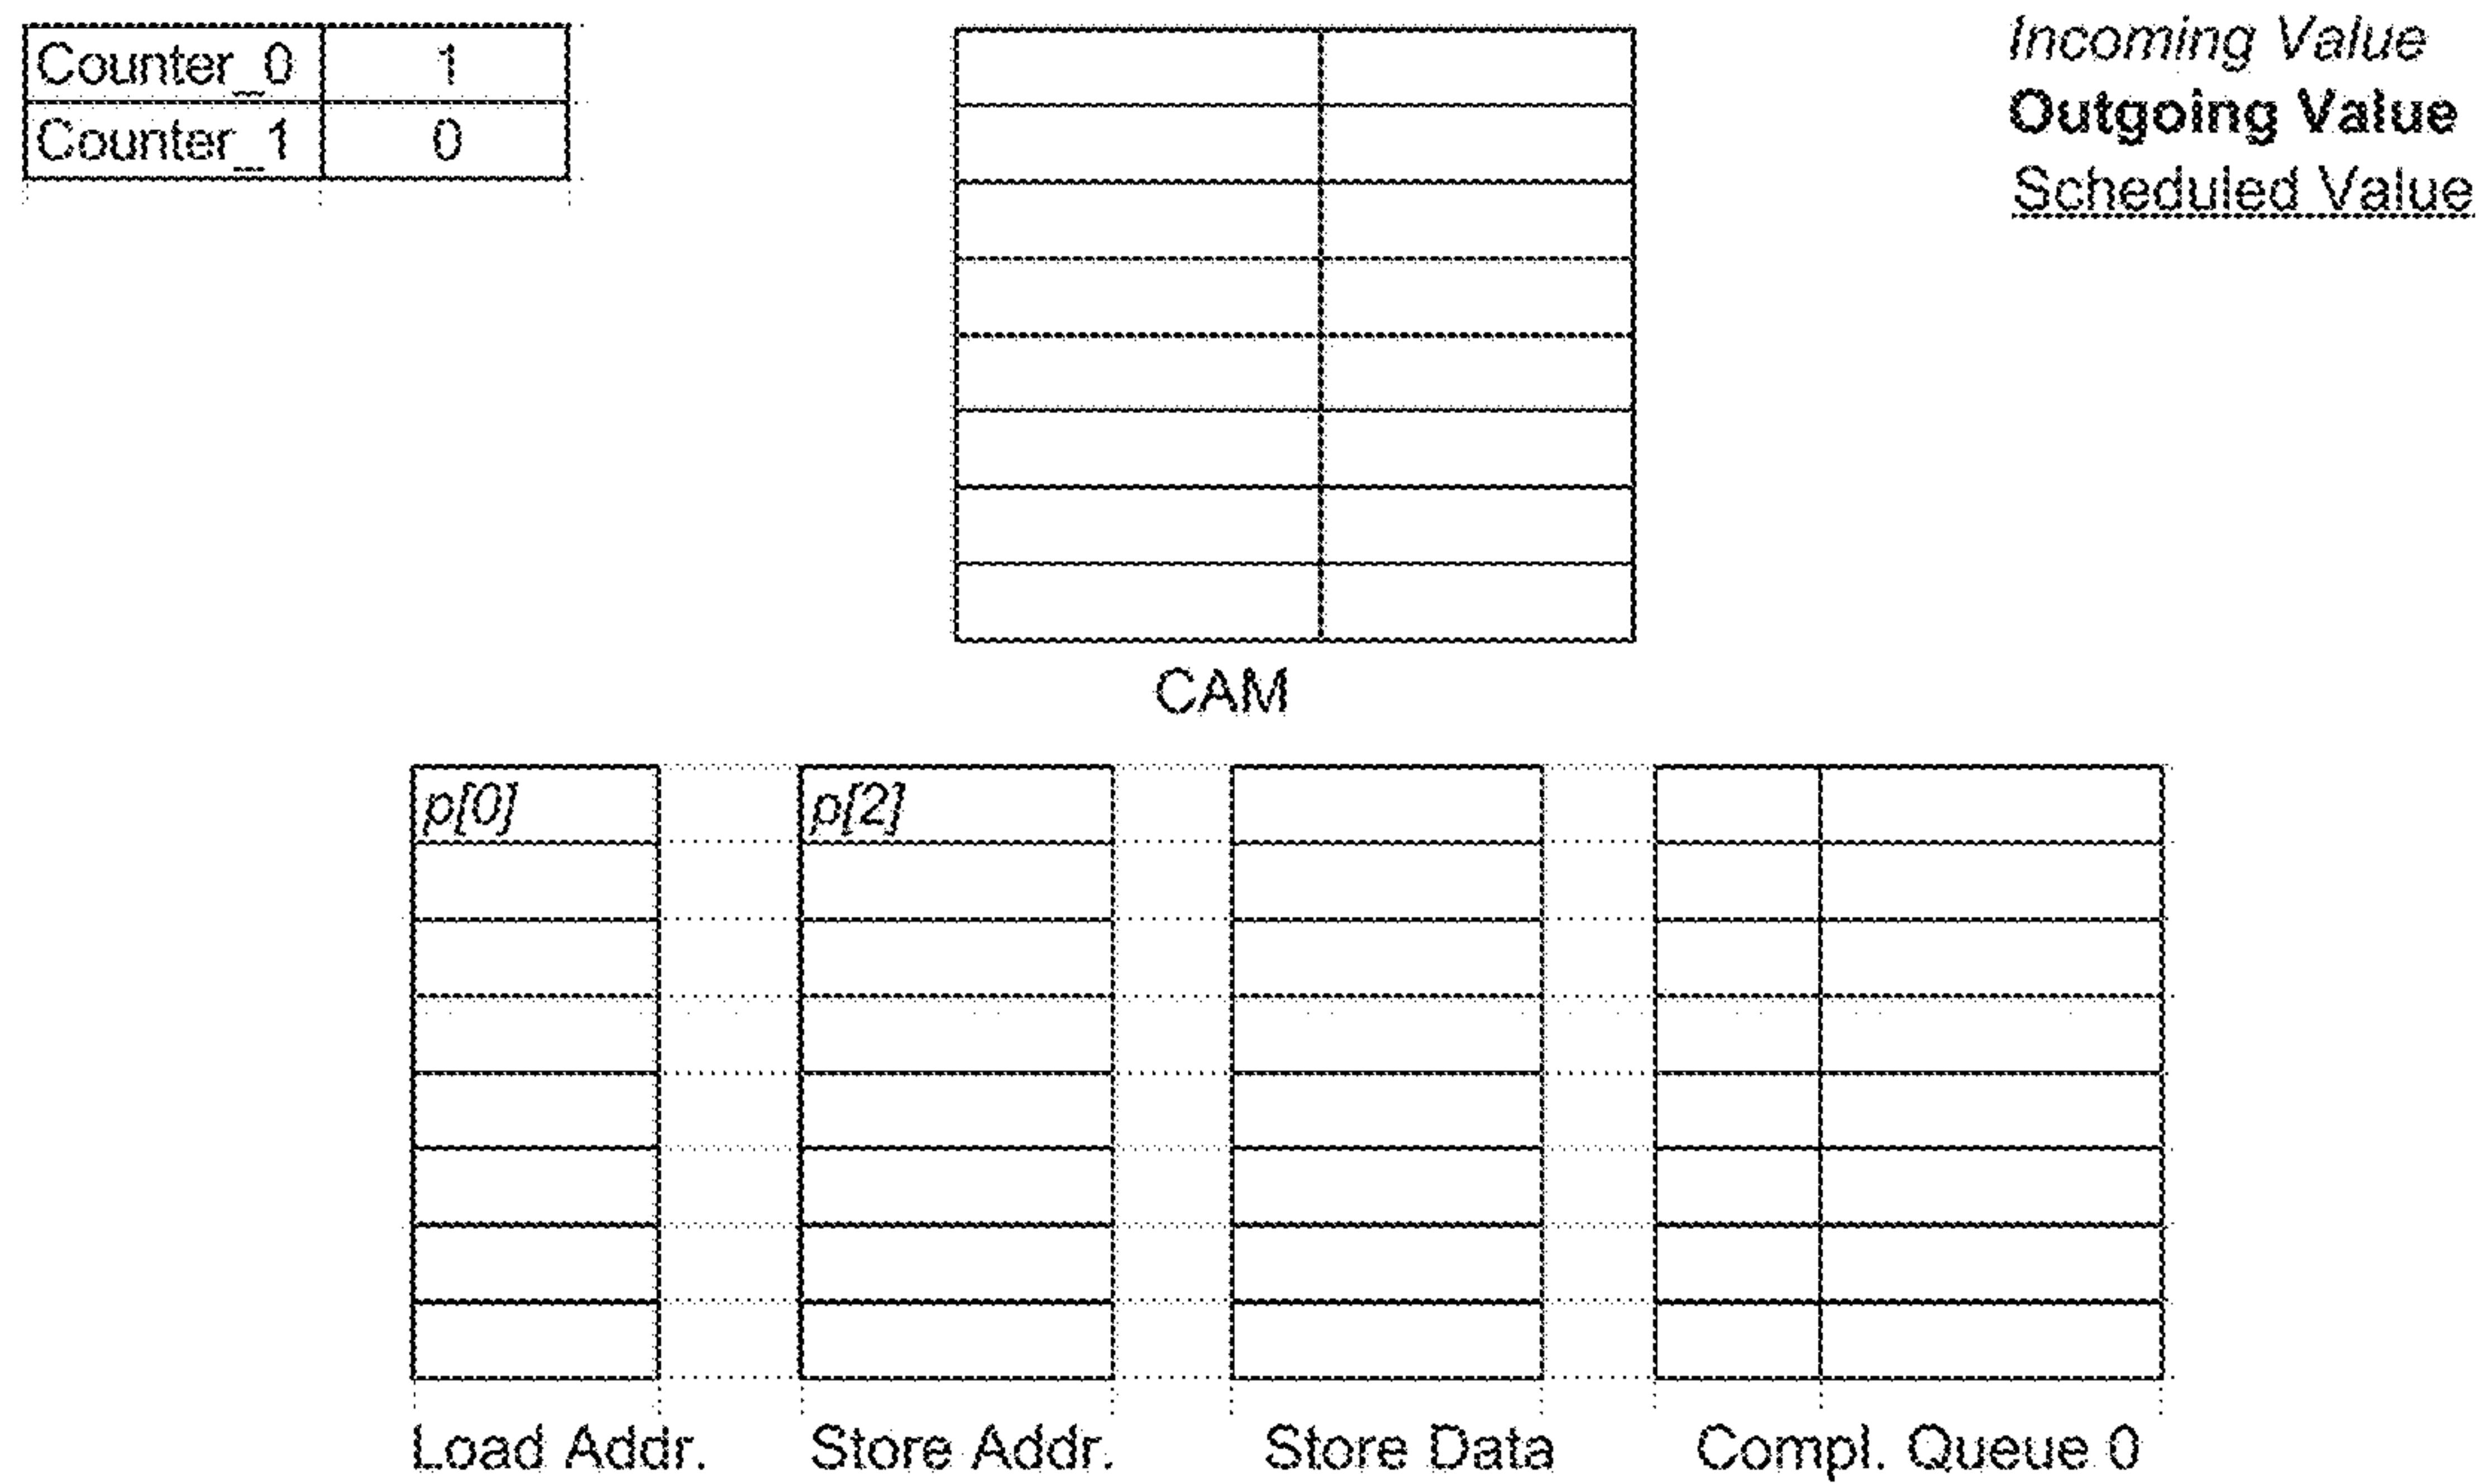 Counter_0 1
Counter_1 0
Incoming Value
Outgoing Value
Scheduled Value
CAM
p[0] p[2]
Load Addr. Store Addr. Store Data Compl. Queue 0